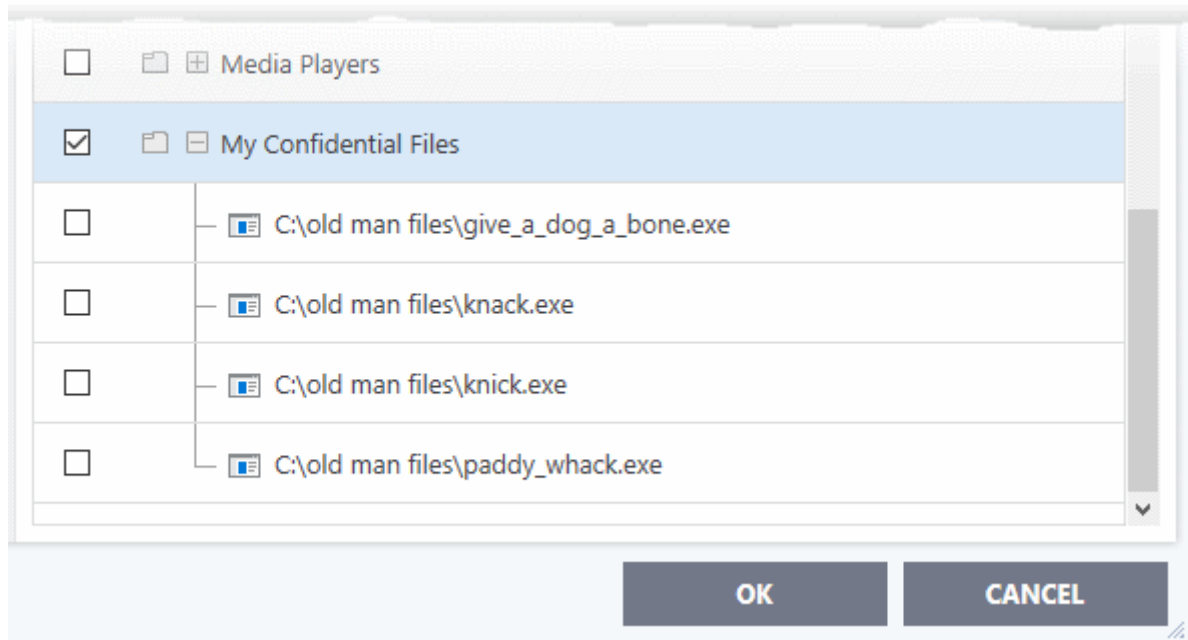 Media Players
My Confidential Files
C:\old man files\give_a_dog_a_bone.exe
C:\old man files\knack.exe
C:\old man files\knick.exe
C:\old man files\paddy_whack.exe
OK CANCEL